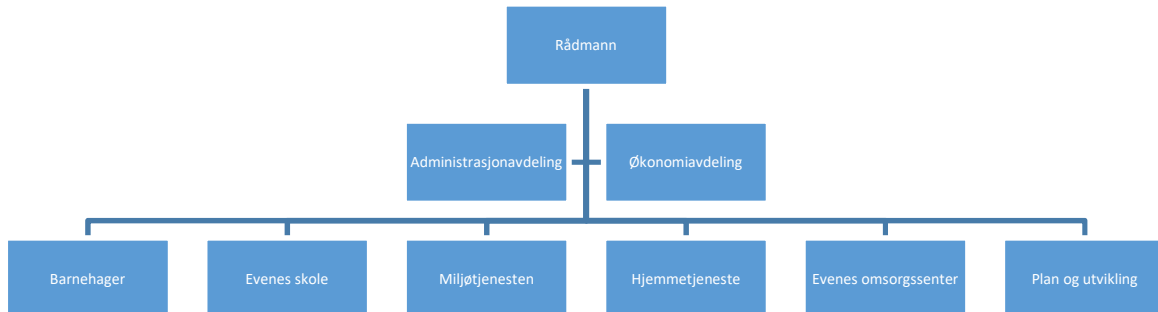 Rådmann
Administrasjonavdeling
Økonomiavdeling
Barnehager
Evenes skole
Miljøtjenesten
Hjemmetjeneste
Evenes omsorgssenter
Plan og utvikling